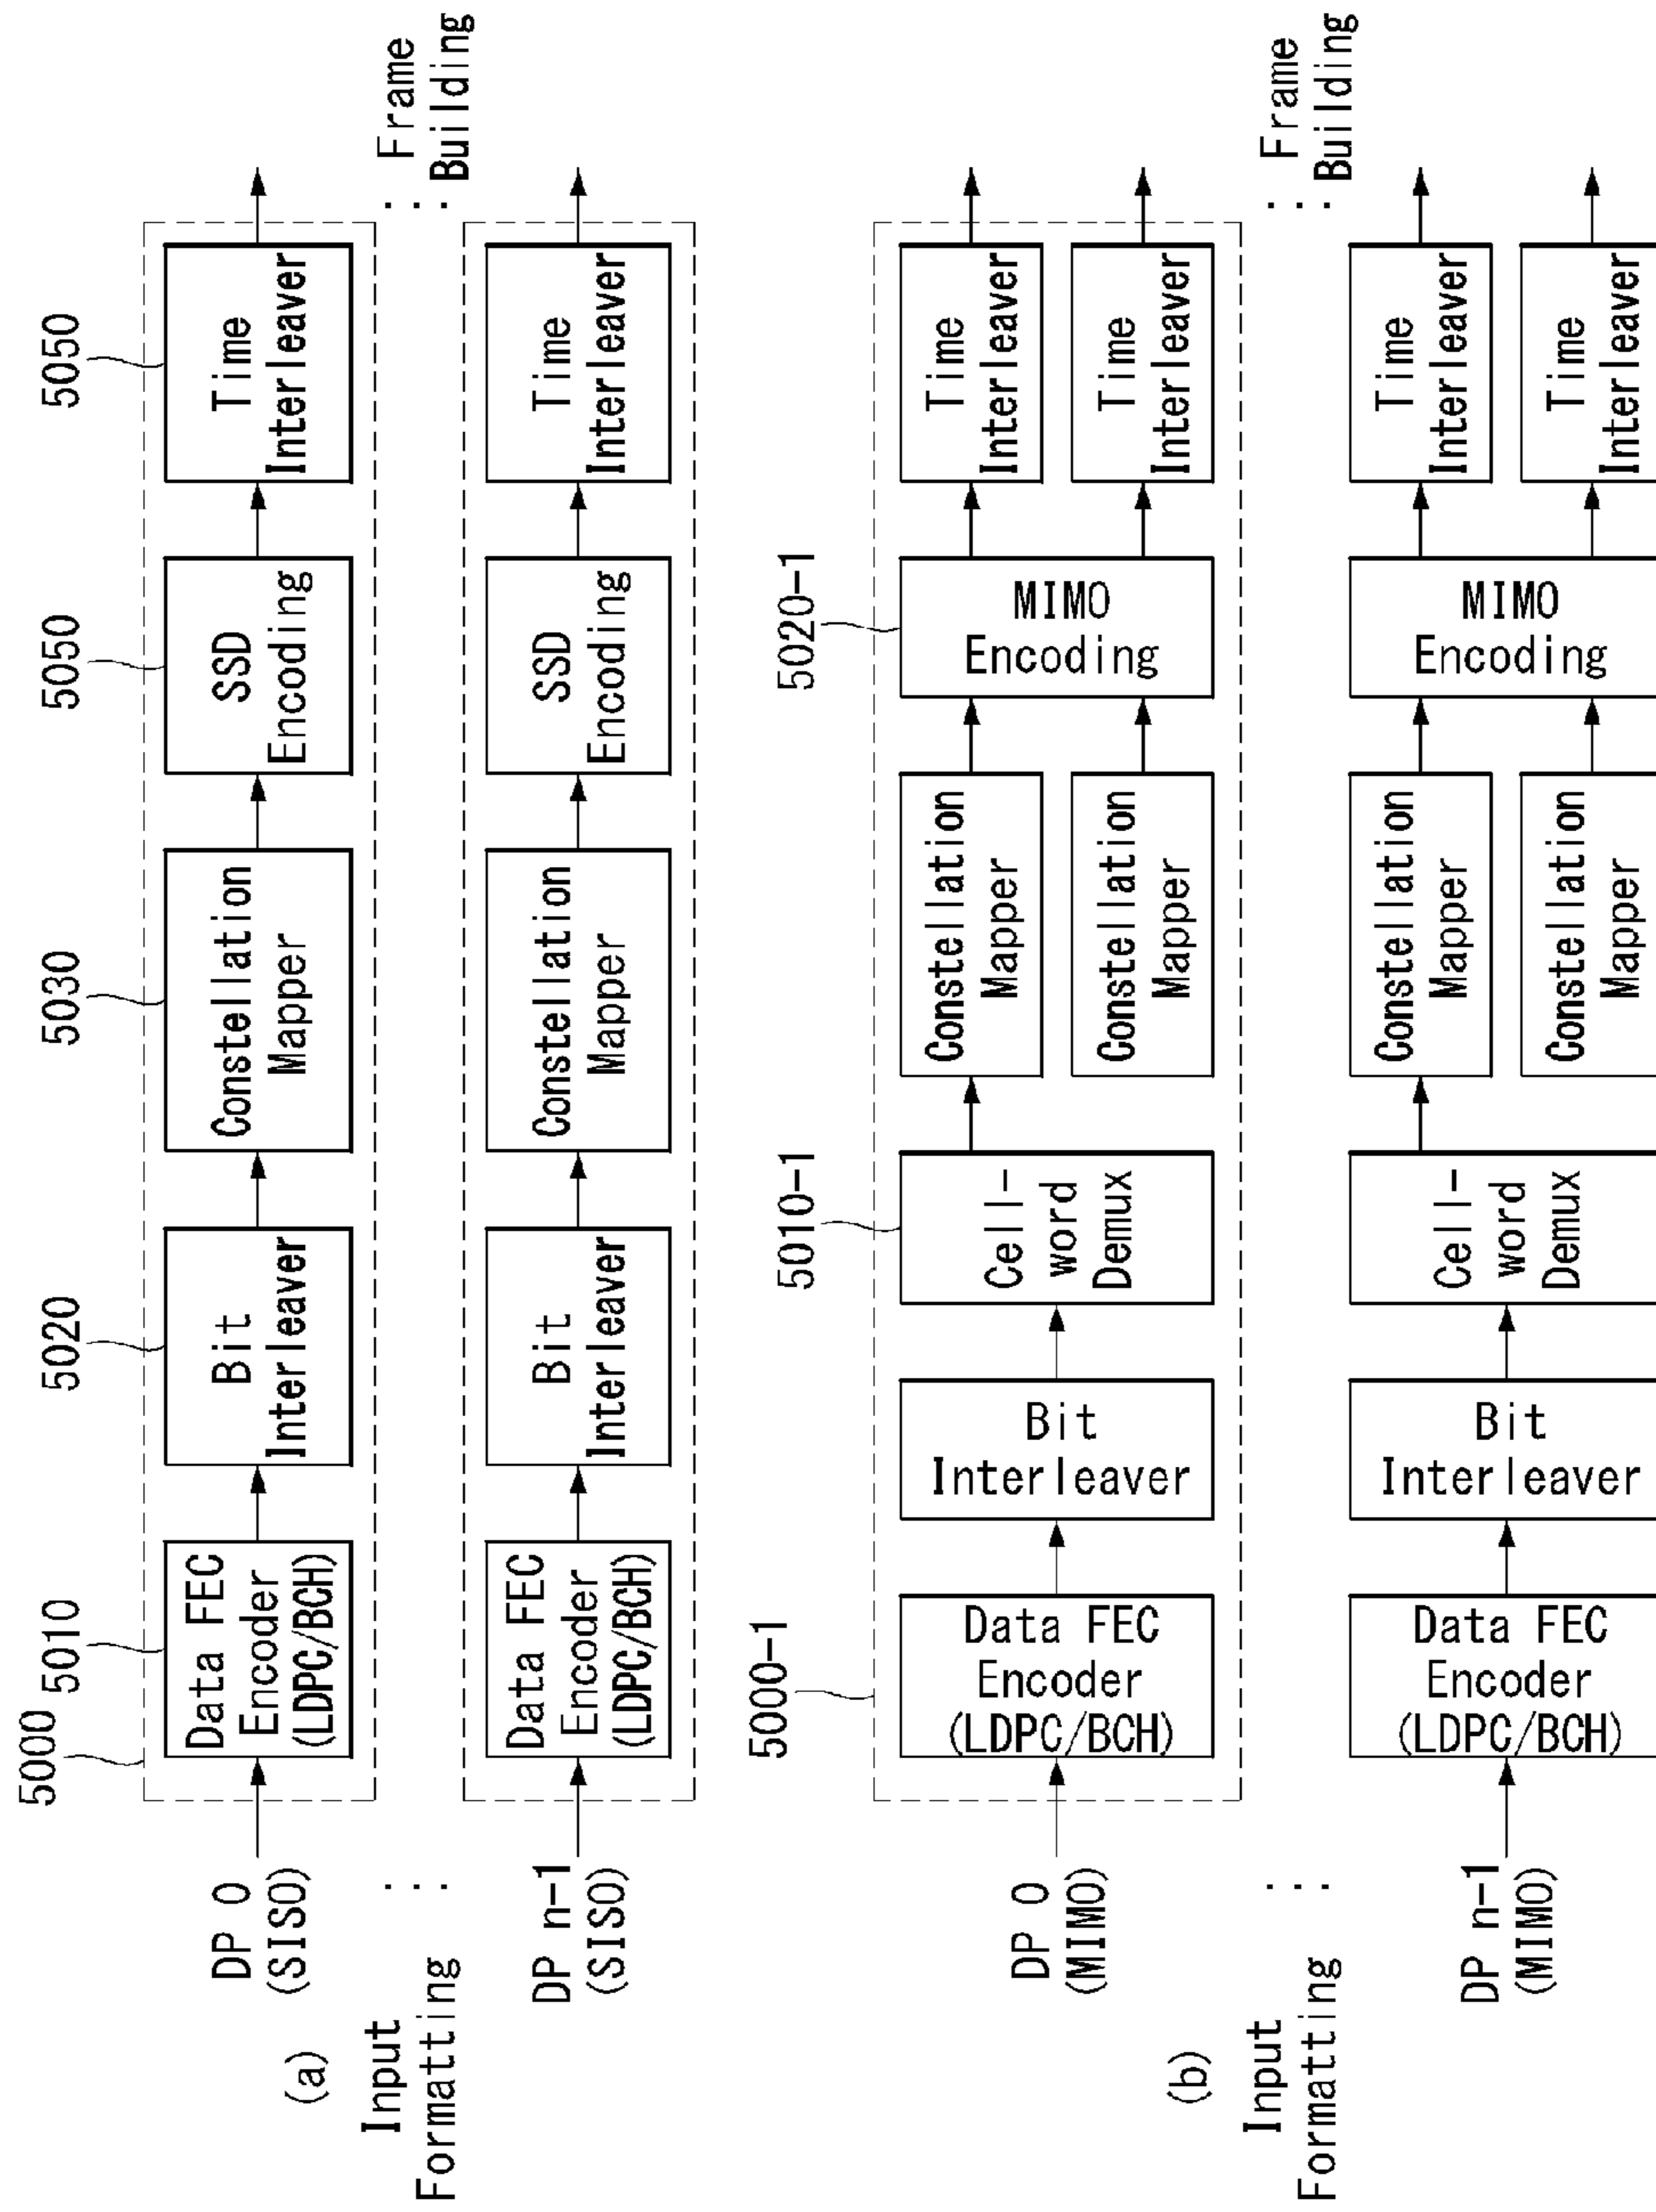 (a)
5000
5010
5020
5030
5050
5050
DP 0
(SISO)
Data FEC
Encoder
(LDPC/BCH)
Bit
Interleaver
Constellation
Mapper
SSD
Encoding
Time
Interleaver
Input
Formatting
⋮
⋮
Frame
Building
DP n-1
(SISO)
Data FEC
Encoder
(LDPC/BCH)
Bit
Interleaver
Constellation
Mapper
SSD
Encoding
Time
Interleaver
(b)
5000-1
5010-1
5020-1
DP 0
(MIMO)
Data FEC
Encoder
(LDPC/BCH)
Bit
Interleaver
Cell-
word
Demux
Constellation
Mapper
Constellation
Mapper
MIMO
Encoding
Time
Interleaver
Time
Interleaver
Input
Formatting
⋮
⋮
Frame
Building
DP n-1
(MIMO)
Data FEC
Encoder
(LDPC/BCH)
Bit
Interleaver
Cell-
word
Demux
Constellation
Mapper
Constellation
Mapper
MIMO
Encoding
Time
Interleaver
Time
Interleaver